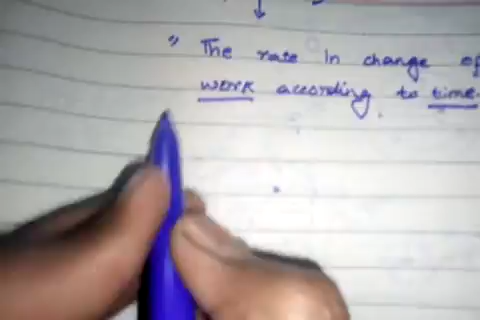 " The rate in change of
work according to time.